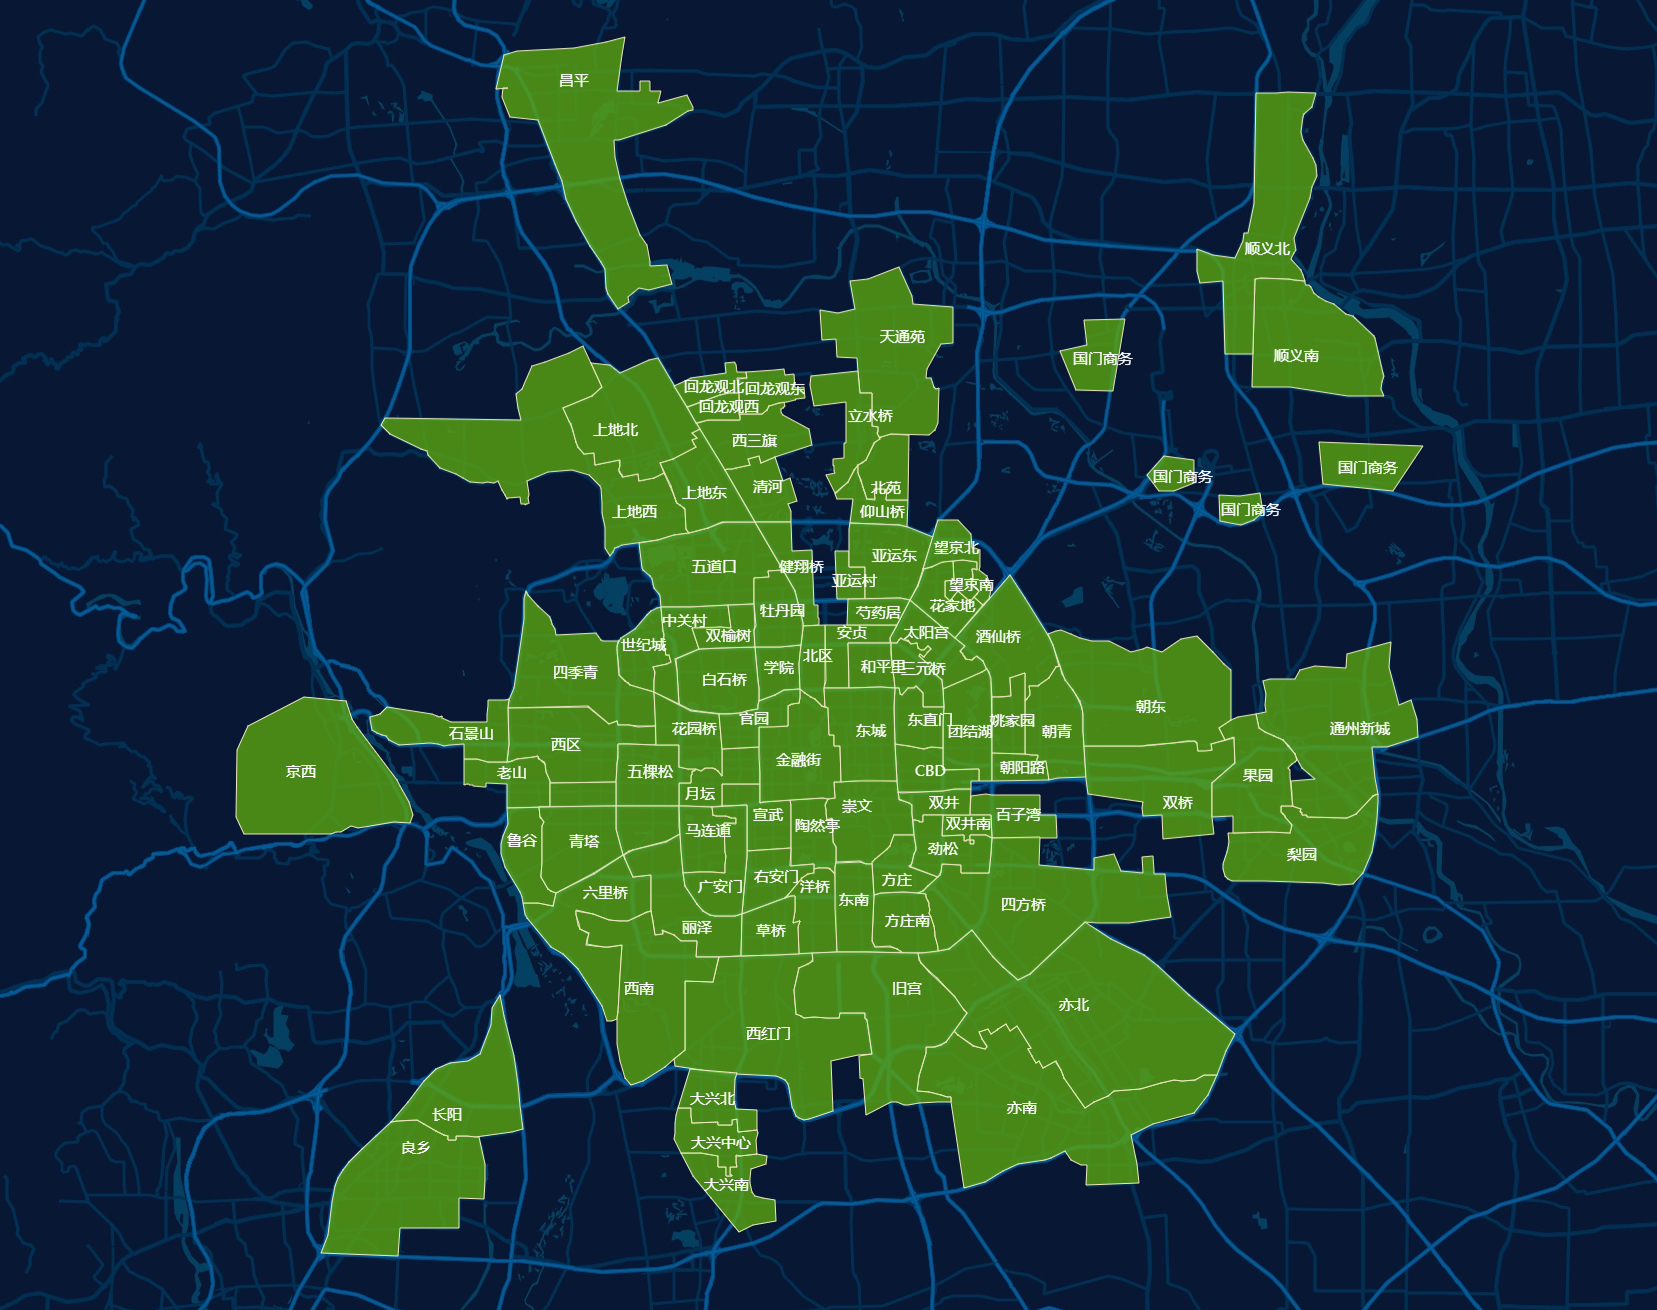 昌平
顺义北
天通苑
顺义南
国门商务
回龙观北
回龙观东
回龙观西
立水桥
上地北
西三旗
国门商务
国门商务
国门商务
上地东
清河
北苑
上地西
仰山桥
五道口
健翔桥
亚运东
望京北
亚运村
望京南
中关村
牡丹园
芍药居
花家地
双榆树
安贞
太阳宫
酒仙桥
世纪城
北区
四季青
白石桥
学院
和平里
三元桥
朝东
石景山
西区
花园桥
官园
东城
东直门
团结湖
姚家园
朝青
通州新城
京西
老山
五棵松
金融街
CBD
朝阳路
果园
月坛
崇文
双井
双桥
鲁谷
青塔
马连道
宣武
陶然亭
双井南
百子湾
劲松
梨园
六里桥
广安门
右安门
洋桥
东南
方庄
四方桥
丽泽
草桥
方庄南
西南
旧宫
亦北
西红门
大兴北
亦南
长阳
良乡
大兴中心
大兴南